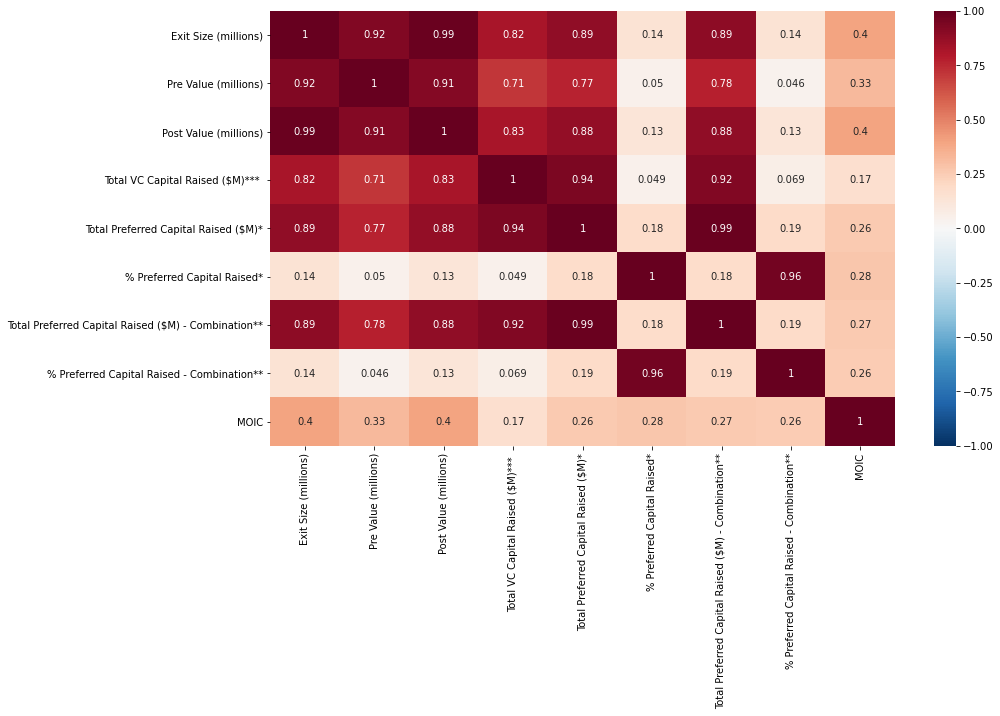 Exit Size (millions) 1 0.92 0.99 0.82 0.89 0.14 0.89 0.14 0.4
Pre Value (millions) 0.92 1 0.91 0.71 0.77 0.05 0.78 0.046 0.33
Post Value (millions) 0.99 0.91 1 0.83 0.88 0.13 0.88 0.13 0.4
Total VC Capital Raised ($M)*** 0.82 0.71 0.83 1 0.94 0.049 0.92 0.069 0.17
Total Preferred Capital Raised ($M)* 0.89 0.77 0.88 0.94 1 0.18 0.99 0.19 0.26
% Preferred Capital Raised* 0.14 0.05 0.13 0.049 0.18 1 0.18 0.96 0.28
Total Preferred Capital Raised ($M) - Combination** 0.89 0.78 0.88 0.92 0.99 0.18 1 0.19 0.27
% Preferred Capital Raised - Combination** 0.14 0.046 0.13 0.069 0.19 0.96 0.19 1 0.26
MOIC 0.4 0.33 0.4 0.17 0.26 0.28 0.27 0.26 1
Exit Size (millions)
Pre Value (millions)
Post Value (millions)
Total VC Capital Raised ($M)***
Total Preferred Capital Raised ($M)*
% Preferred Capital Raised*
Total Preferred Capital Raised ($M) - Combination**
% Preferred Capital Raised - Combination**
MOIC
1.00
0.75
0.50
0.25
0.00
−0.25
−0.50
−0.75
−1.00